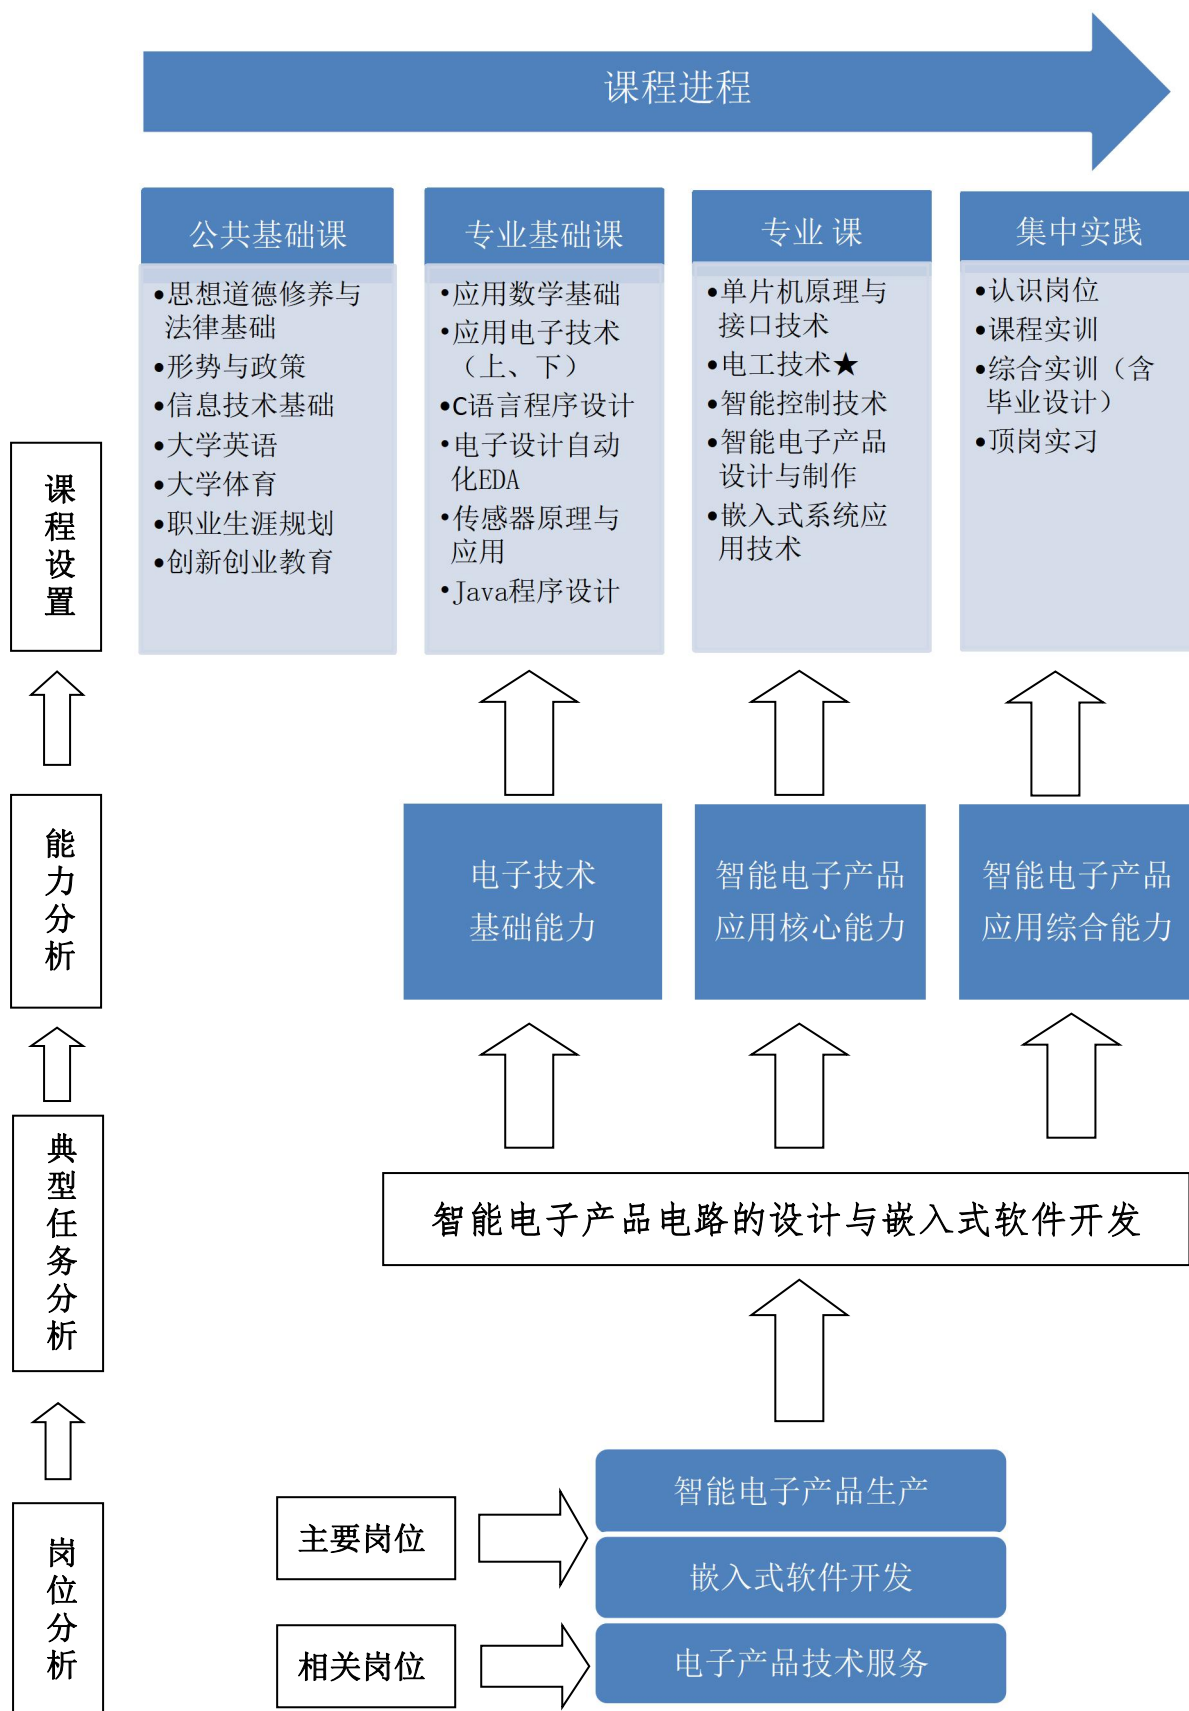 课程进程
公共基础课
•思想道德修养与
法律基础
•形势与政策
•信息技术基础
•大学英语
•大学体育
•职业生涯规划
•创新创业教育
专业基础课
•应用数学基础
•应用电子技术
（上、下）
•C语言程序设计
•电子设计自动
化EDA
•传感器原理与
应用
•Java程序设计
专业 课
•单片机原理与
接口技术
•电工技术★
•智能控制技术
•智能电子产品
设计与制作
•嵌入式系统应
用技术
集中实践
•认识岗位
•课程实训
•综合实训（含
毕业设计）
•顶岗实习
课程设置
能力分析
电子技术
基础能力
智能电子产品
应用核心能力
智能电子产品
应用综合能力
典型任务分析
智能电子产品电路的设计与嵌入式软件开发
岗位分析
主要岗位
智能电子产品生产
嵌入式软件开发
相关岗位
电子产品技术服务